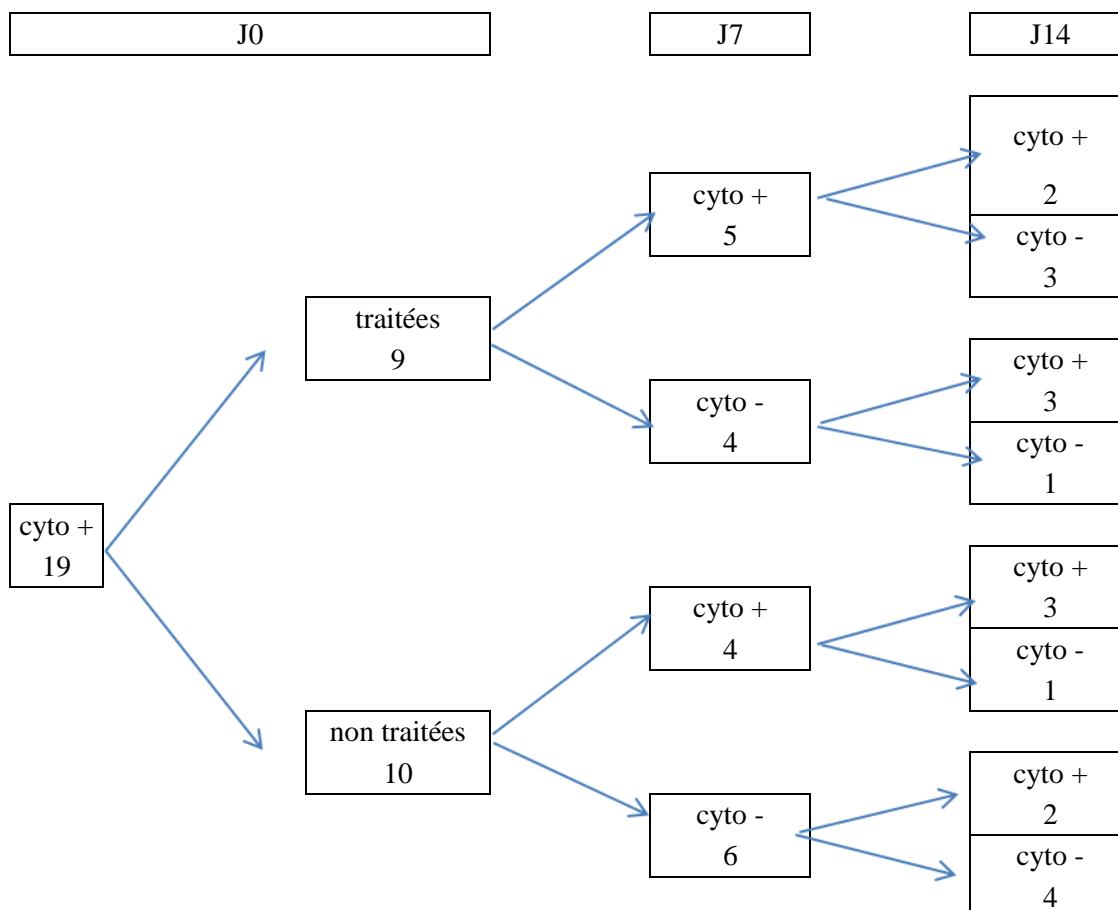 J0
J7
J14
cyto +
19
traitées
9
non traitées
10
cyto +
5
cyto -
4
cyto +
4
cyto -
6
cyto +
2
cyto -
3
cyto +
3
cyto -
1
cyto +
3
cyto -
1
cyto +
2
cyto -
4